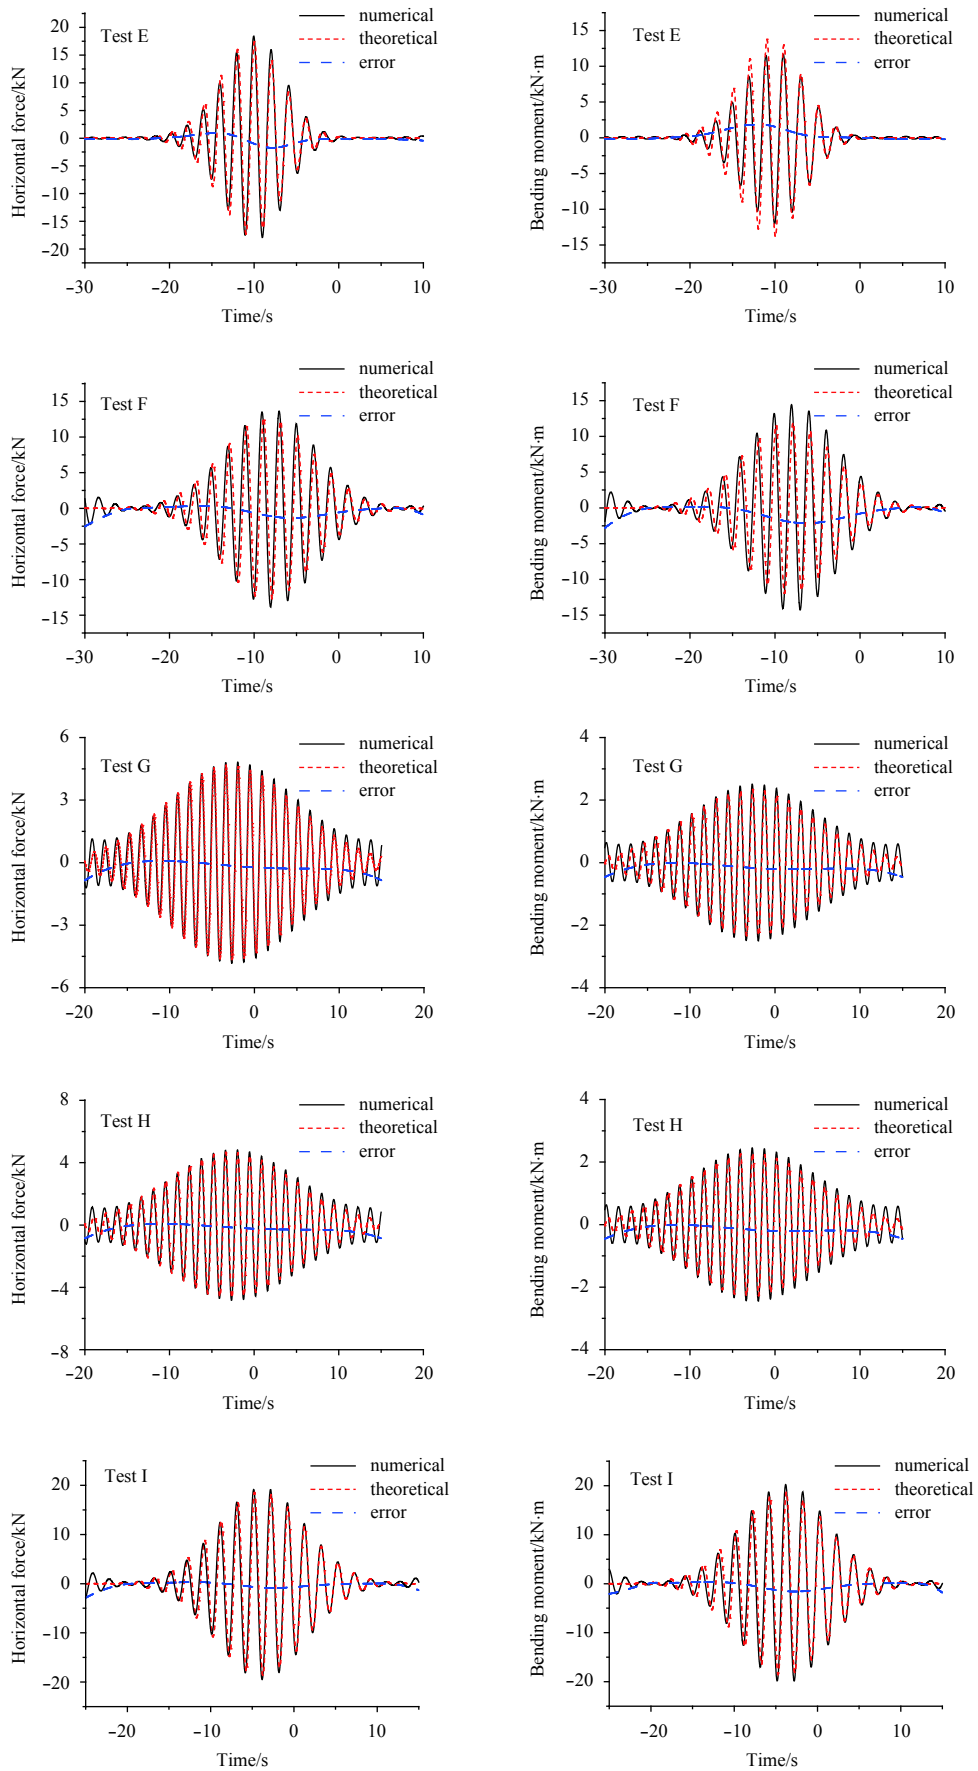 Test E
numerical
theoretical
error
Horizontal force/kN
20
15
10
5
0
−5
−10
−15
−20
−30
−20
−10
0
10
Time/s
Test E
numerical
theoretical
error
Bending moment/kN·m
15
10
5
0
−5
−10
−15
−30
−20
−10
0
10
Time/s
Test F
numerical
theoretical
error
Horizontal force/kN
15
10
5
0
−5
−10
−15
−30
−20
−10
0
10
Time/s
Test F
numerical
theoretical
error
Bending moment/kN·m
15
10
5
0
−5
−10
−15
−30
−20
−10
0
10
Time/s
Test G
numerical
theoretical
error
Horizontal force/kN
6
3
0
−3
−6
−20
−10
0
10
20
Time/s
Test G
numerical
theoretical
error
Bending moment/kN·m
4
2
0
−2
−4
−20
−10
0
10
20
Time/s
Test H
numerical
theoretical
error
Horizontal force/kN
8
4
0
−4
−8
−20
−10
0
10
20
Time/s
Test H
numerical
theoretical
error
Bending moment/kN·m
4
2
0
−2
−4
−20
−10
0
10
20
Time/s
Test I
numerical
theoretical
error
Horizontal force/kN
20
10
0
−10
−20
−20
−10
0
10
Time/s
Test I
numerical
theoretical
error
Bending moment/kN·m
20
10
0
−10
−20
−20
−10
0
10
Time/s